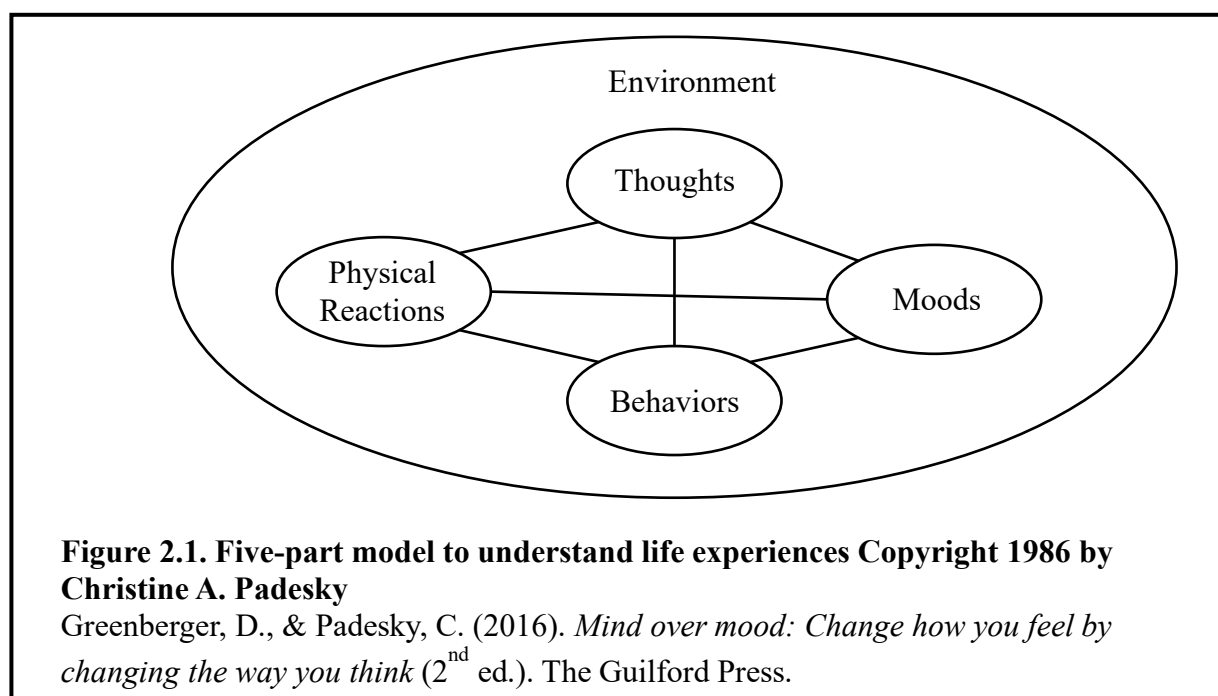 Environment
Thoughts
Physical
Reactions
Moods
Behaviors
Figure 2.1. Five-part model to understand life experiences Copyright 1986 by
Christine A. Padesky
Greenberger, D., & Padesky, C. (2016). Mind over mood: Change how you feel by
changing the way you think (2nd ed.). The Guilford Press.